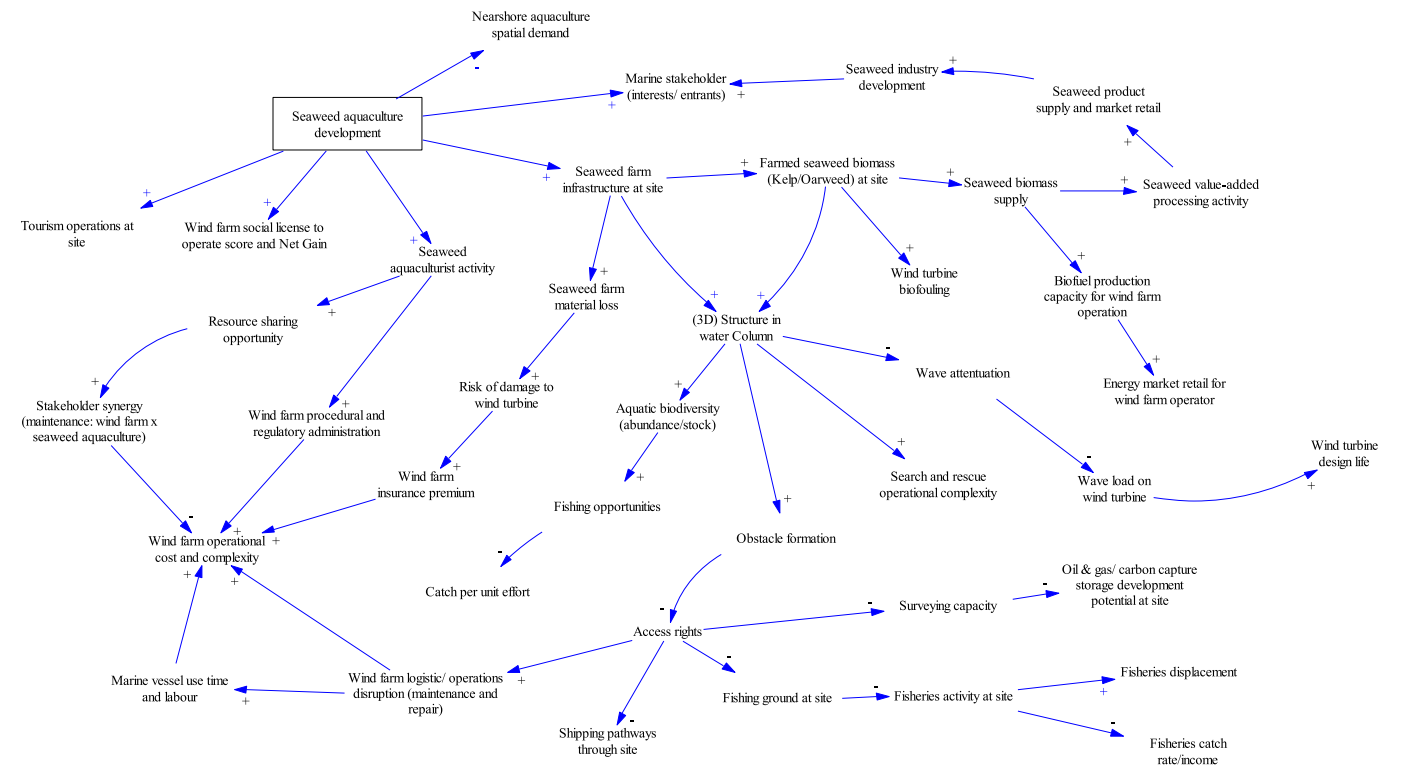 Nearshore aquaculture
spatial demand
-
Marine stakeholder
(interests/ entrants)
+
+
Seaweed industry
development
+
Seaweed product
supply and market retail
+
Seaweed aquaculture
development
Seaweed farm
infrastructure at site
+
Farmed seaweed biomass
(Kelp/Oarweed) at site
+
Seaweed biomass
supply
+
Seaweed value-added
processing activity
+
Tourism operations at
site
+
Wind farm social license to
operate score and Net Gain
+
Seaweed
aquaculturist activity
+
Seaweed farm
material loss
+
Wind turbine
biofouling
+
Biofuel production
capacity for wind farm
operation
+
Resource sharing
opportunity
+
(3D) Structure in
water Column
+
+
Wave attentuation
-
Energy market retail for
wind farm operator
+
Stakeholder synergy
(maintenance: wind farm x
seaweed aquaculture)
+
Wind farm procedural and
regulatory administration
+
Risk of damage to
wind turbine
+
Aquatic biodiversity
(abundance/stock)
+
Wind turbine
design life
+
Wind farm
insurance premium
+
Fishing opportunities
+
Search and rescue
operational complexity
+
Wave load on
wind turbine
-
Wind farm operational
cost and complexity
-
+
+
+
+
Obstacle formation
+
Catch per unit effort
-
Access rights
-
Surveying capacity
-
Oil & gas/ carbon capture
storage development
potential at site
-
Marine vessel use time
and labour
+
Wind farm logistic/ operations
disruption (maintenance and
repair)
+
Shipping pathways
through site
-
Fishing ground at site
-
Fisheries activity at site
-
Fisheries displacement
+
Fisheries catch
rate/income
-